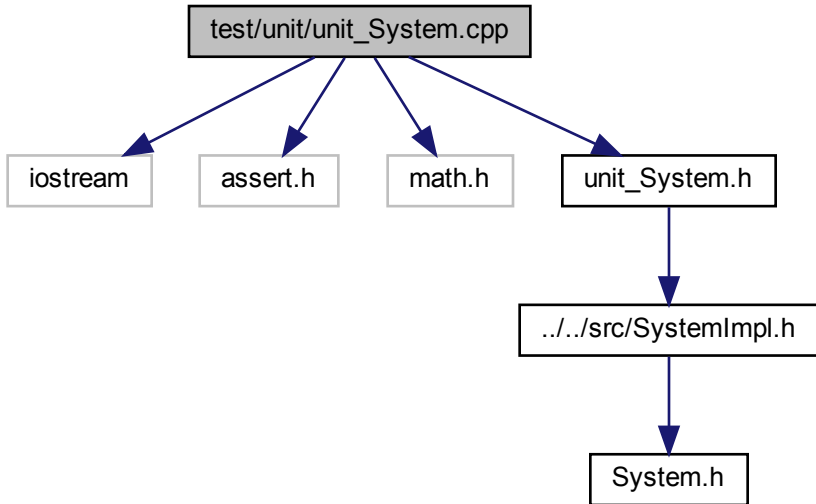 test/unit/unit_System.cpp
iostream
assert.h
math.h
unit_System.h
../../src/SystemImpl.h
System.h